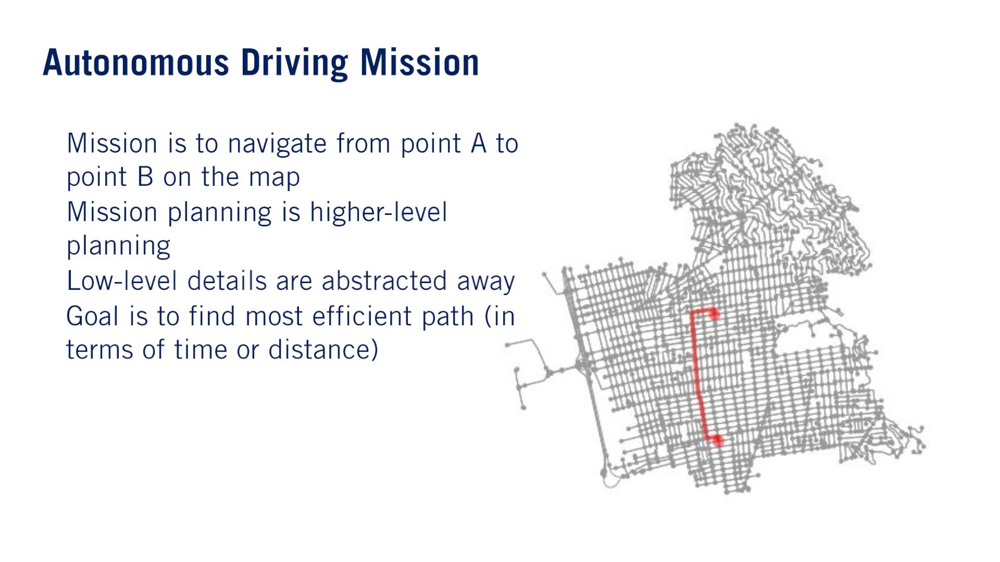 Autonomous Driving Mission
Mission is to navigate from point A to
point B on the map
Mission planning is higher-level
planning
Low-level details are abstracted away
Goal is to find most efficient path (in
terms of time or distance)